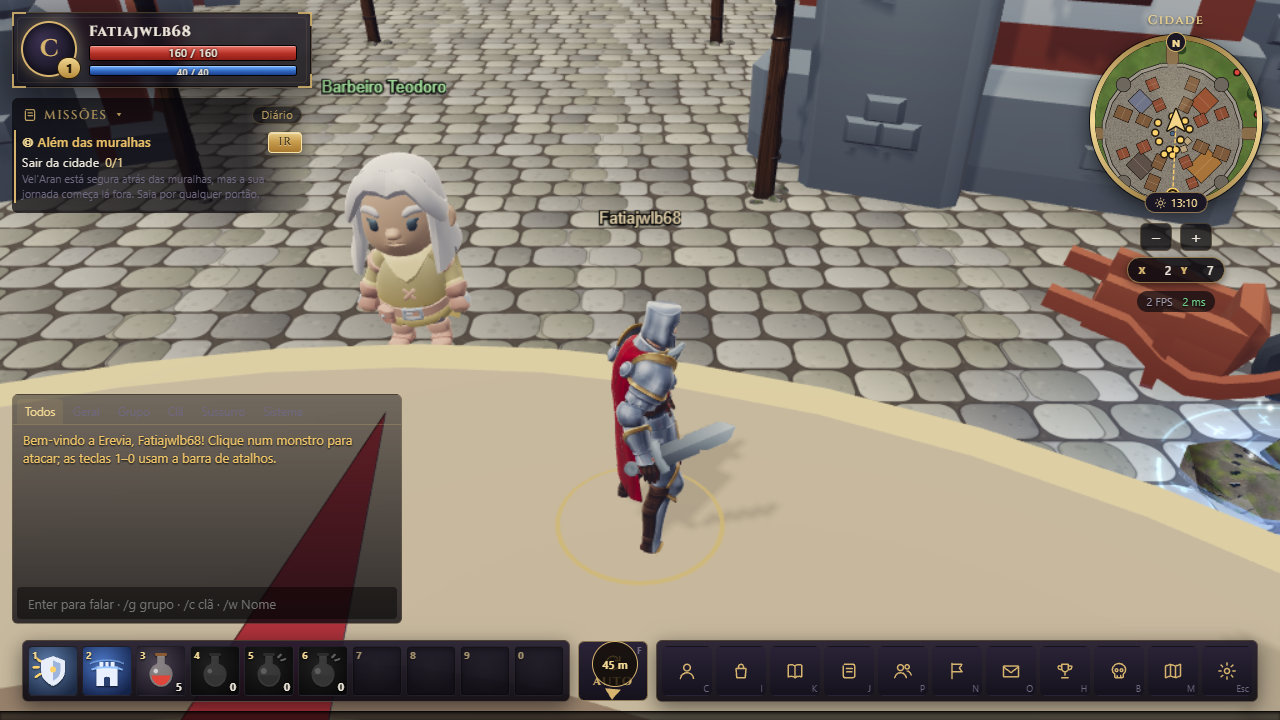 Fatiajwlb68
C
1
160 / 160
40 / 40
Barbeiro Teodoro
MISSÕES
Diário
Além das muralhas
IR
Sair da cidade 0/1
Vel'Aran está segura atrás das muralhas, mas a sua
jornada começa lá fora. Saia por qualquer portão.
Fatiajwlb68
CIDADE
N
13:10
− +
X 2 Y 7
2 FPS 2 ms
Todos Geral Grupo Clã Sussurro Sistema
Bem-vindo a Erevia, Fatiajwlb68! Clique num monstro para
atacar; as teclas 1–0 usam a barra de atalhos.
Enter para falar · /g grupo · /c clã · /w Nome
1 2 3 4 5 6 7 8 9 0
5 0 0 0
F
45 m
AUTO
C I K J P N O H B M Esc